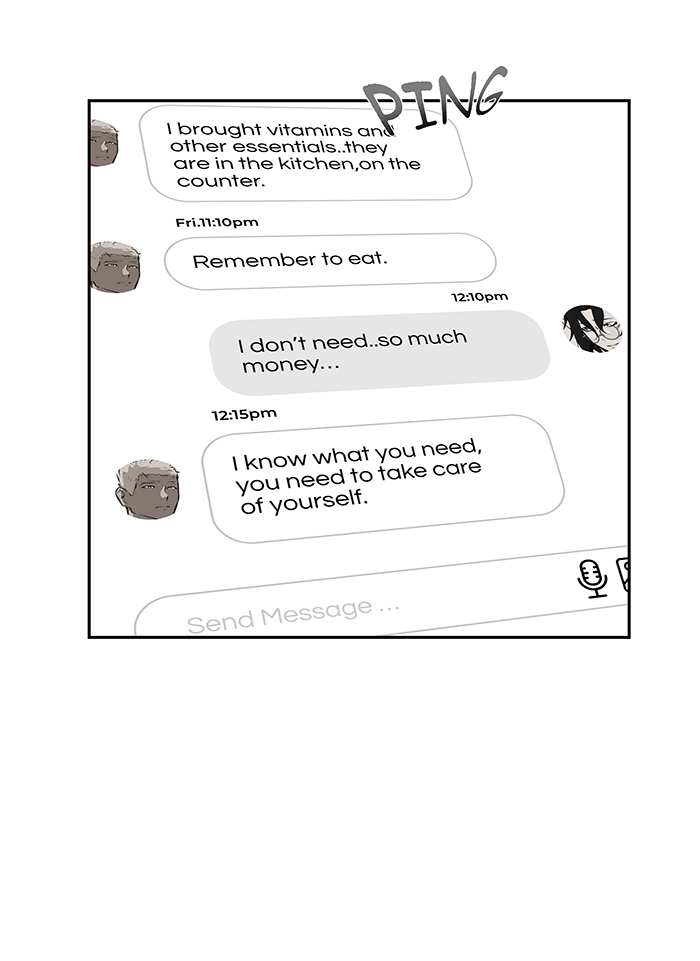 PING
I brought vitamins and
other essentials..they
are in the kitchen,on the
counter.
Fri.11:10pm
Remember to eat.
12:10pm
I don't need..so much
money...
12:15pm
I know what you need,
you need to take care
of yourself.
Send Message ...